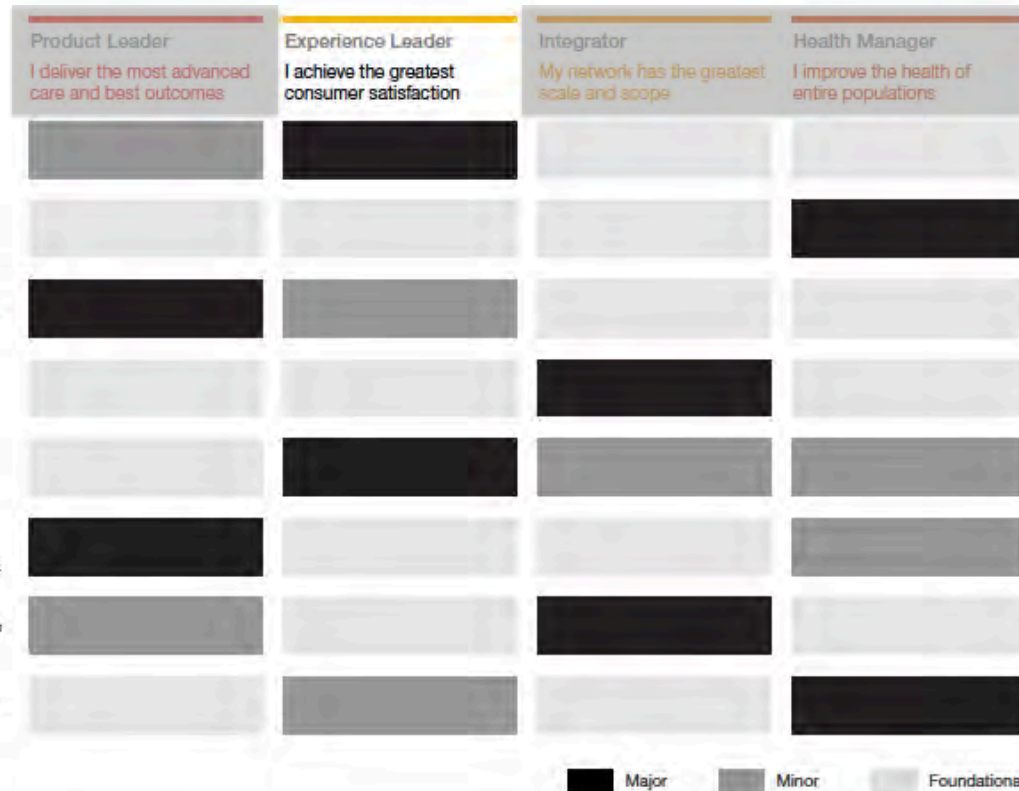 Product Leader
I deliver the most advanced
care and best outcomes
Experience Leader
I achieve the greatest
consumer satisfaction
Integrator
My network has the greatest
scale and scope
Health Manager
I improve the health of
entire populations
Major
Minor
Foundationa